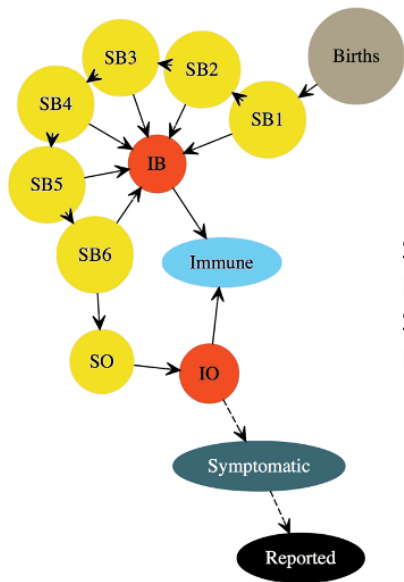 Births
SB3
SB2
SB4
SB1
IB
SB5
SB6
Immune
SO
IO
Symptomatic
Reported